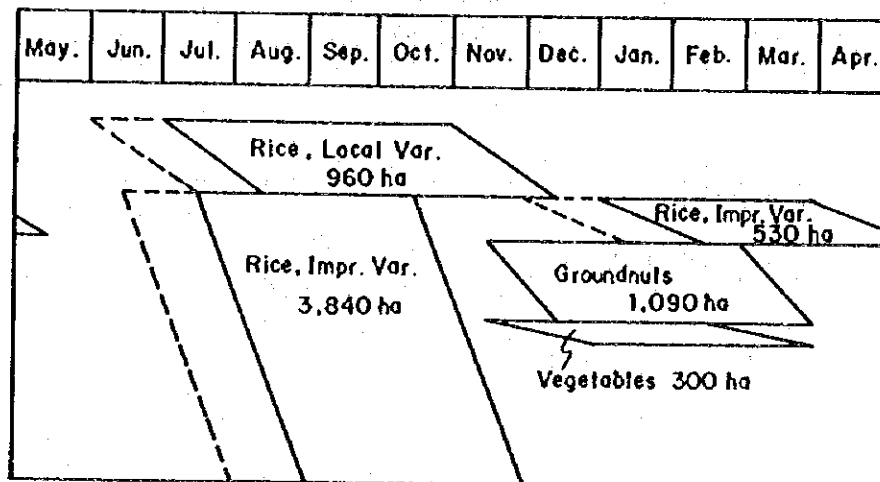 May. Jun. Jul. Aug. Sep. Oct. Nov. Dec. Jan. Feb. Mar. Apr.
Rice, Local Var.
960 ha
Rice, Impr. Var.
530 ha
Rice, Impr. Var.
3,840 ha
Groundnuts
1,090 ha
Vegetables 300 ha